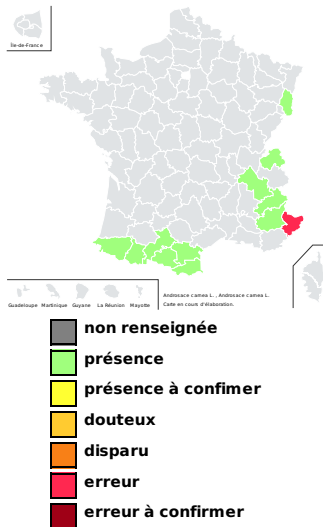 Île-de-France
Guadeloupe Martinique Guyane La Réunion Mayotte
Androsace carnea L. , Androsace carnea L.
Carte en cours d'élaboration.
non renseignée
présence
présence à confimer
douteux
disparu
erreur
erreur à confirmer